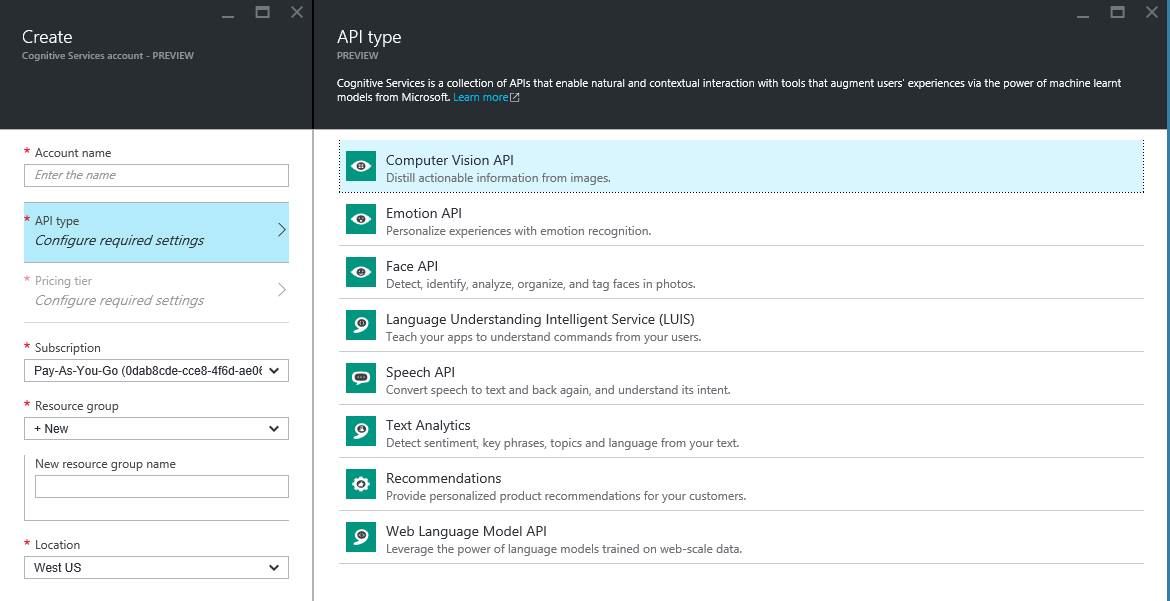 Create
Cognitive Services account - PREVIEW
* Account name
Enter the name
* API type
Configure required settings
* Pricing tier
Configure required settings
* Subscription
Pay-As-You-Go (0dab8cde-cce8-4f6d-ae06
* Resource group
+ New
New resource group name
* Location
West US
API type
PREVIEW
Cognitive Services is a collection of APIs that enable natural and contextual interaction with tools that augment users' experiences via the power of machine learnt
models from Microsoft. Learn more
Computer Vision API
Distill actionable information from images.
Emotion API
Personalize experiences with emotion recognition.
Face API
Detect, identify, analyze, organize, and tag faces in photos.
Language Understanding Intelligent Service (LUIS)
Teach your apps to understand commands from your users.
Speech API
Convert speech to text and back again, and understand its intent.
Text Analytics
Detect sentiment, key phrases, topics and language from your text.
Recommendations
Provide personalized product recommendations for your customers.
Web Language Model API
Leverage the power of language models trained on web-scale data.